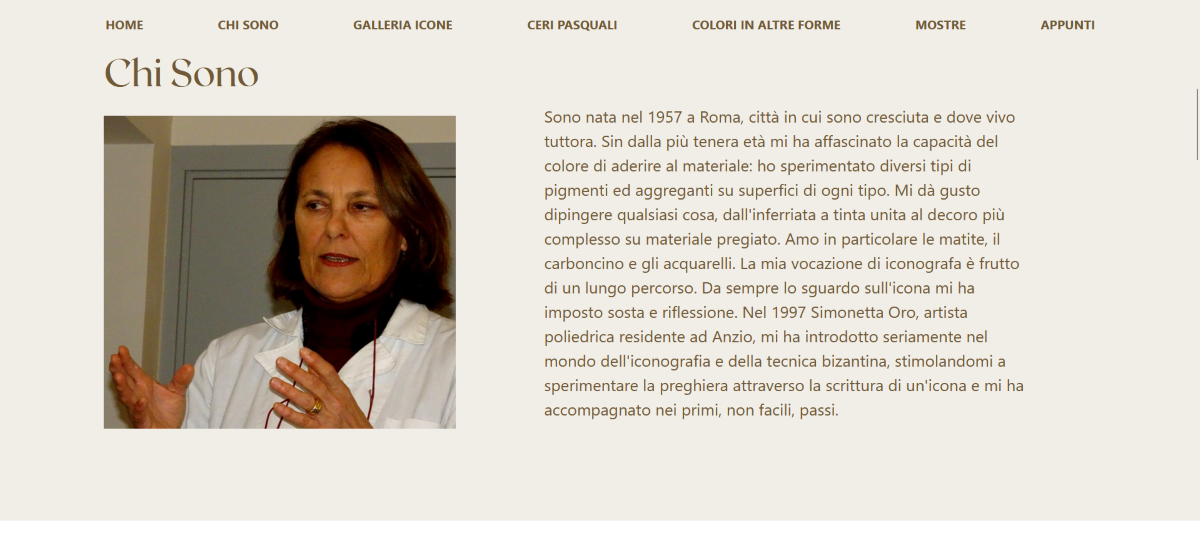 HOME CHI SONO GALLERIA ICONE CERI PASQUALI COLORI IN ALTRE FORME MOSTRE APPUNTI
Chi Sono
Sono nata nel 1957 a Roma, città in cui sono cresciuta e dove vivo
tuttora. Sin dalla più tenera età mi ha affascinato la capacità del
colore di aderire al materiale: ho sperimentato diversi tipi di
pigmenti ed aggreganti su superfici di ogni tipo. Mi dà gusto
dipingere qualsiasi cosa, dall'inferriata a tinta unita al decoro più
complesso su materiale pregiato. Amo in particolare le matite, il
carboncino e gli acquarelli. La mia vocazione di iconografa è frutto
di un lungo percorso. Da sempre lo sguardo sull'icona mi ha
imposto sosta e riflessione. Nel 1997 Simonetta Oro, artista
poliedrica residente ad Anzio, mi ha introdotto seriamente nel
mondo dell'iconografia e della tecnica bizantina, stimolandomi a
sperimentare la preghiera attraverso la scrittura di un'icona e mi ha
accompagnato nei primi, non facili, passi.